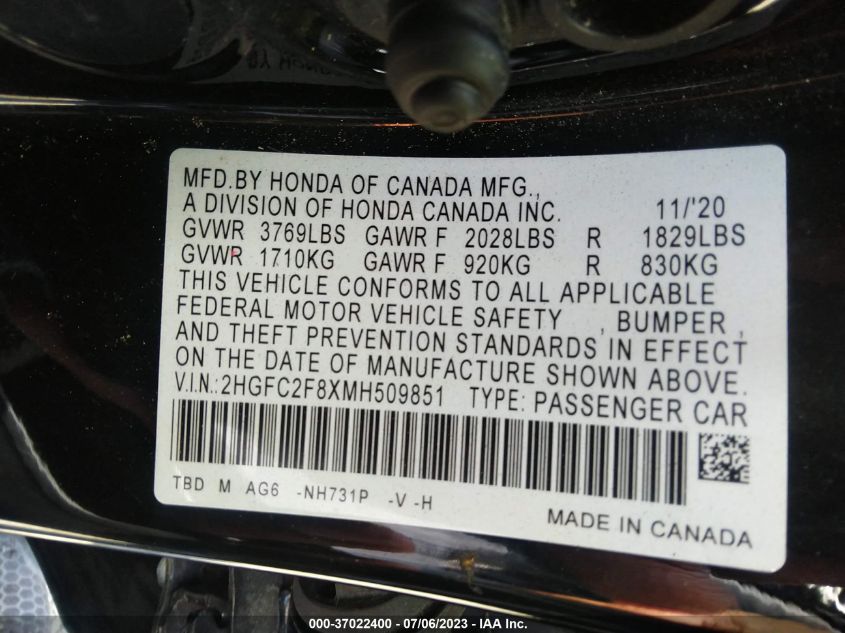 MFD.BY HONDA OF CANADA MFG.,
A DIVISION OF HONDA CANADA INC. 11/'20
GVWR 3769LBS GAWR F 2028LBS R 1829LBS
GVWR 1710KG GAWR F 920KG R 830KG
THIS VEHICLE CONFORMS TO ALL APPLICABLE
FEDERAL MOTOR VEHICLE SAFETY , BUMPER ,
AND THEFT PREVENTION STANDARDS IN EFFECT
ON THE DATE OF MANUFACTURE SHOWN ABOVE.
V.I.N.:2HGFC2F8XMH509851 TYPE: PASSENGER CAR
TBD M AG6 -NH731P -V -H
MADE IN CANADA
000-37022400 - 07/06/2023 - IAA Inc.